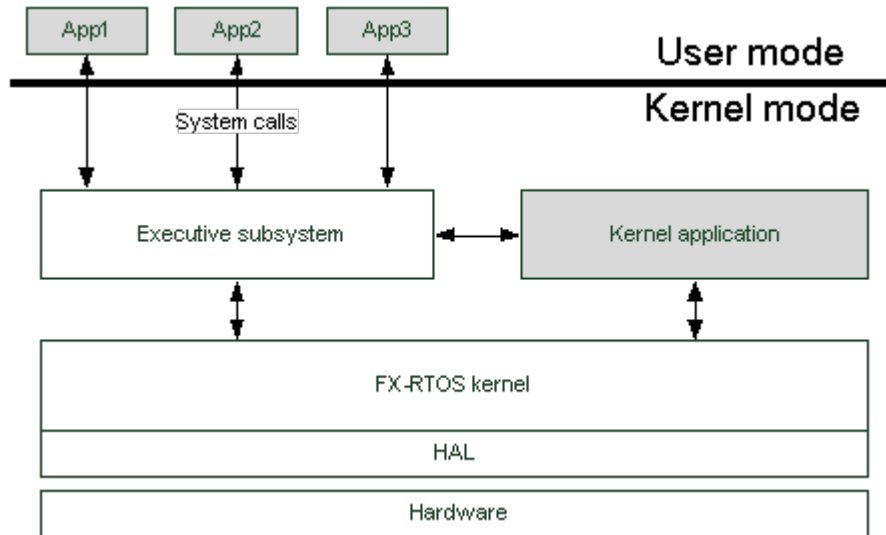 App1
App2
App3
User mode
Kernel mode
System calls
Executive subsystem
Kernel application
FX-RTOS kernel
HAL
Hardware